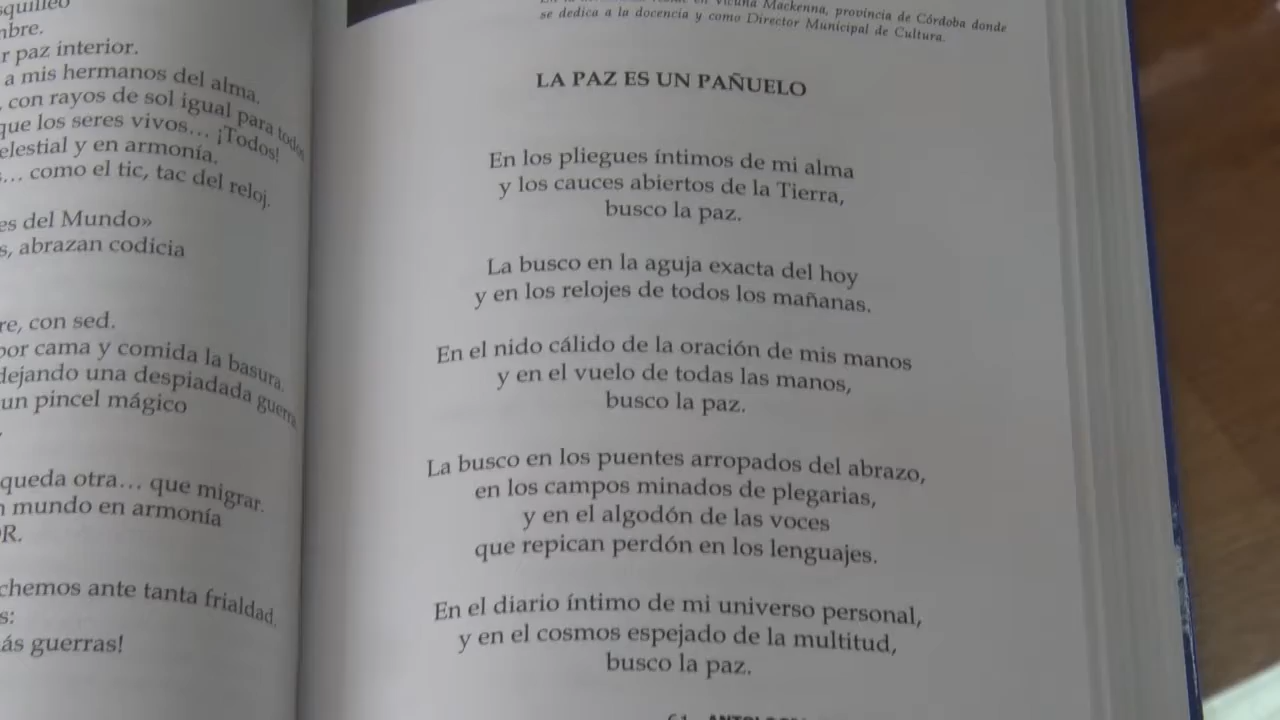 mbre.
r paz interior.
a mis hermanos del alma.
, con rayos de sol igual para todos
que los seres vivos... ¡Todos!
elestial y en armonía.
... como el tic, tac del reloj.
es del Mundo»
s, abrazan codicia
re, con sed.
por cama y comida la basura.
dejando una despiadada guerra
un pincel mágico
queda otra... que migrar.
n mundo en armonía
R.
chemos ante tanta frialdad.
s:
ás guerras!
Vicuña Mackenna, provincia de Córdoba donde
se dedica a la docencia y como Director Municipal de Cultura.
LA PAZ ES UN PAÑUELO
En los pliegues íntimos de mi alma
y los cauces abiertos de la Tierra,
busco la paz.
La busco en la aguja exacta del hoy
y en los relojes de todos los mañanas.
En el nido cálido de la oración de mis manos
y en el vuelo de todas las manos,
busco la paz.
La busco en los puentes arropados del abrazo,
en los campos minados de plegarias,
y en el algodón de las voces
que repican perdón en los lenguajes.
En el diario íntimo de mi universo personal,
y en el cosmos espejado de la multitud,
busco la paz.